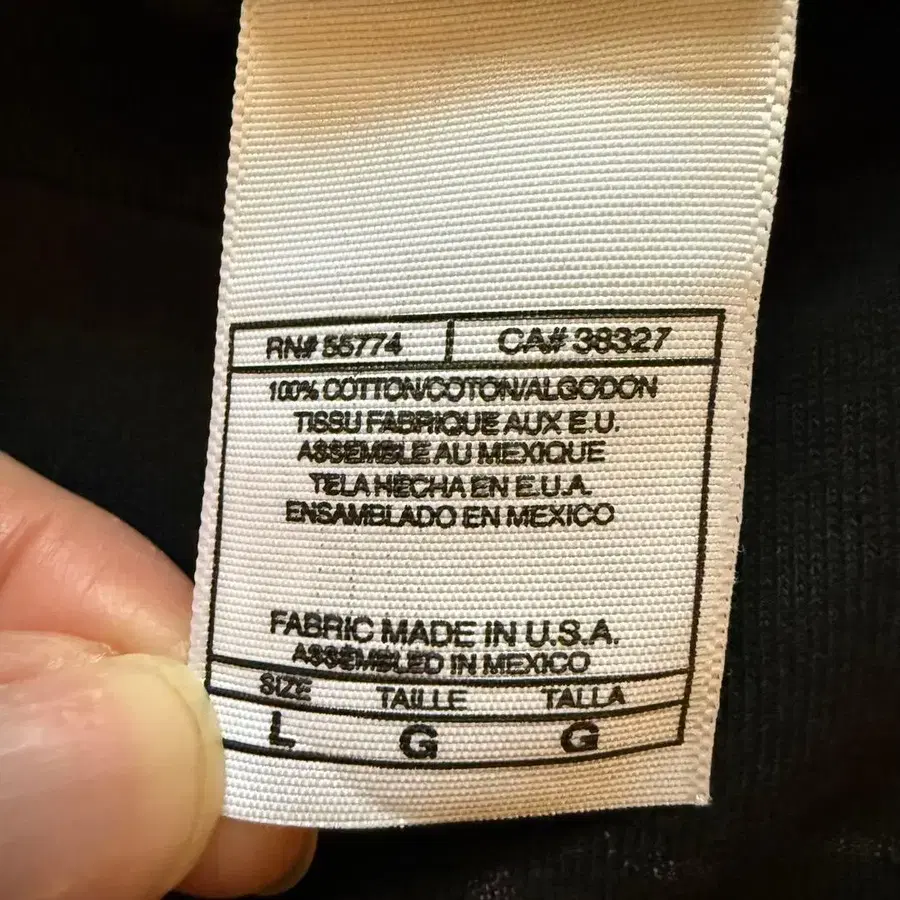 RN# 55774 | CA# 38327
100% COTTON/COTON/ALGODON
TISSU FABRIQUE AUX E.U.
ASSEMBLE AU MEXIQUE
TELA HECHA EN E.U.A.
ENSAMBLADO EN MEXICO
FABRIC MADE IN U.S.A.
ASSEMBLED IN MEXICO
SIZE TAILLE TALLA
L G G